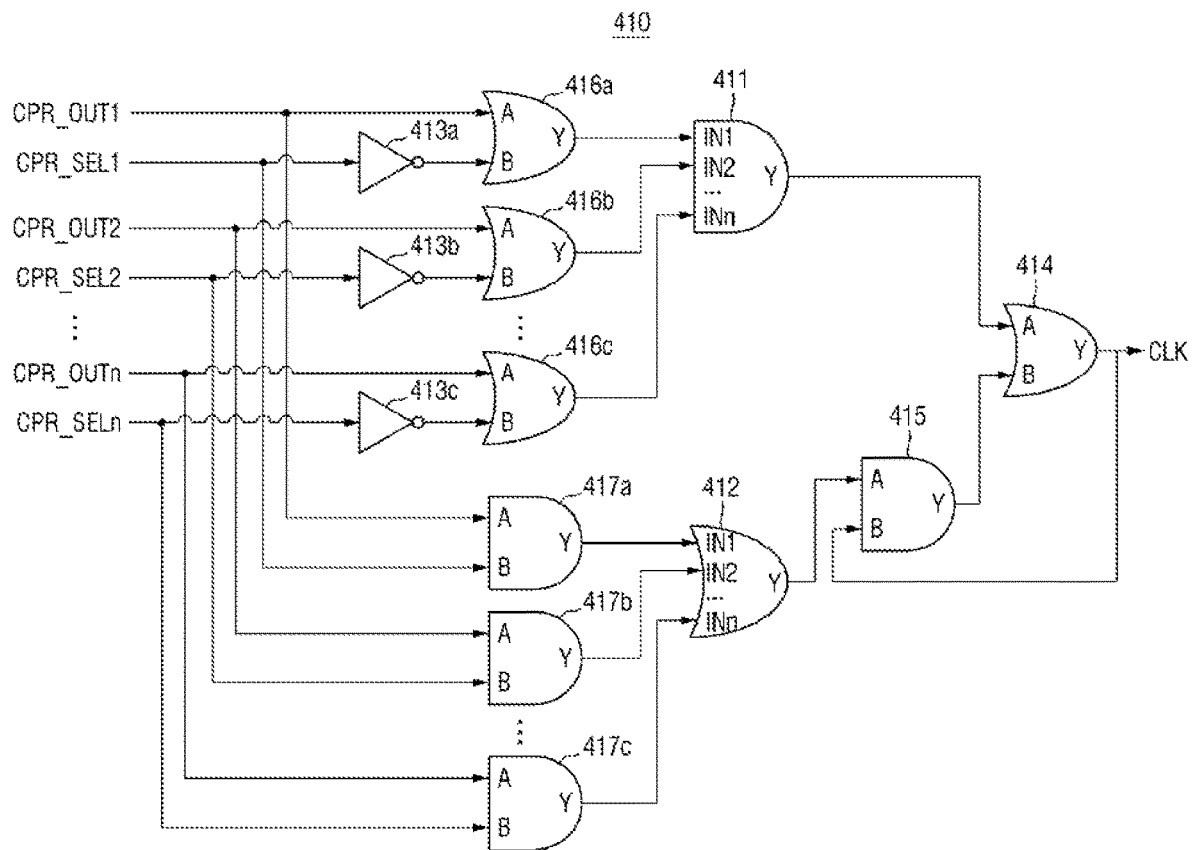 410
CPR_OUT1
CPR_SEL1
CPR_OUT2
CPR_SEL2
⋮
CPR_OUTn
CPR_SELn
413a
413b
413c
416a
A
B
Y
416b
A
B
Y
⋮
416c
A
B
Y
411
IN1
IN2
...
INn
Y
417a
A
B
Y
417b
A
B
Y
⋮
417c
A
B
Y
412
IN1
IN2
...
INn
Y
415
A
B
Y
414
A
B
Y
CLK